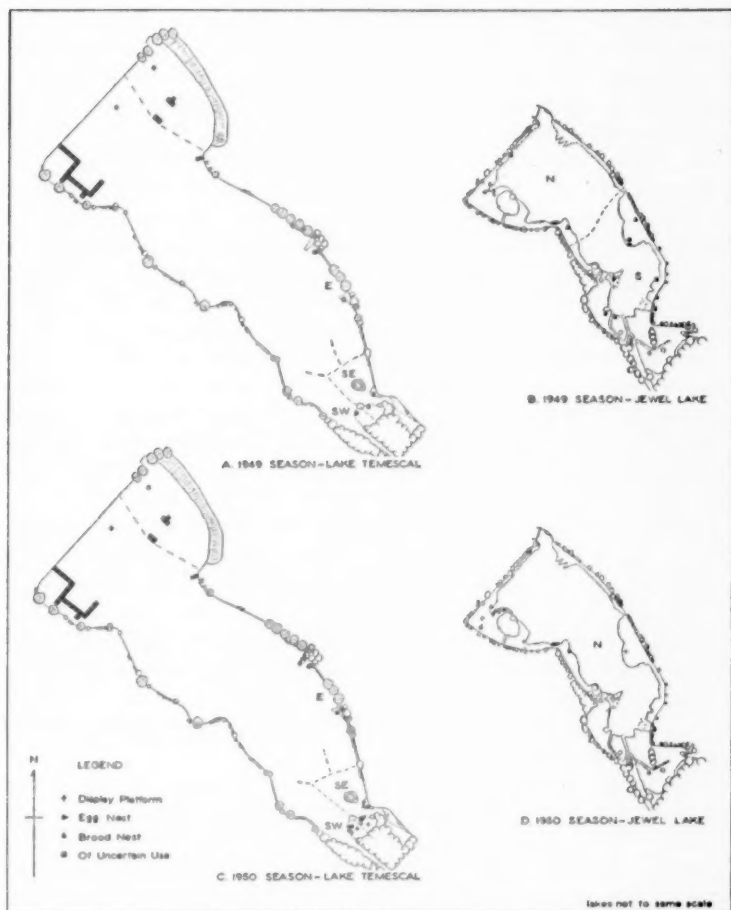 N
S
E
SE
SW
A. 1949 SEASON-LAKE TEMESCAL
B. 1949 SEASON-JEWEL LAKE
N
E
SE
SW
N
LEGEND
Display Platform
Egg Nest
Brood Nest
Of Uncertain Use
C. 1950 SEASON-LAKE TEMESCAL
D. 1950 SEASON-JEWEL LAKE
lakes not to same scale